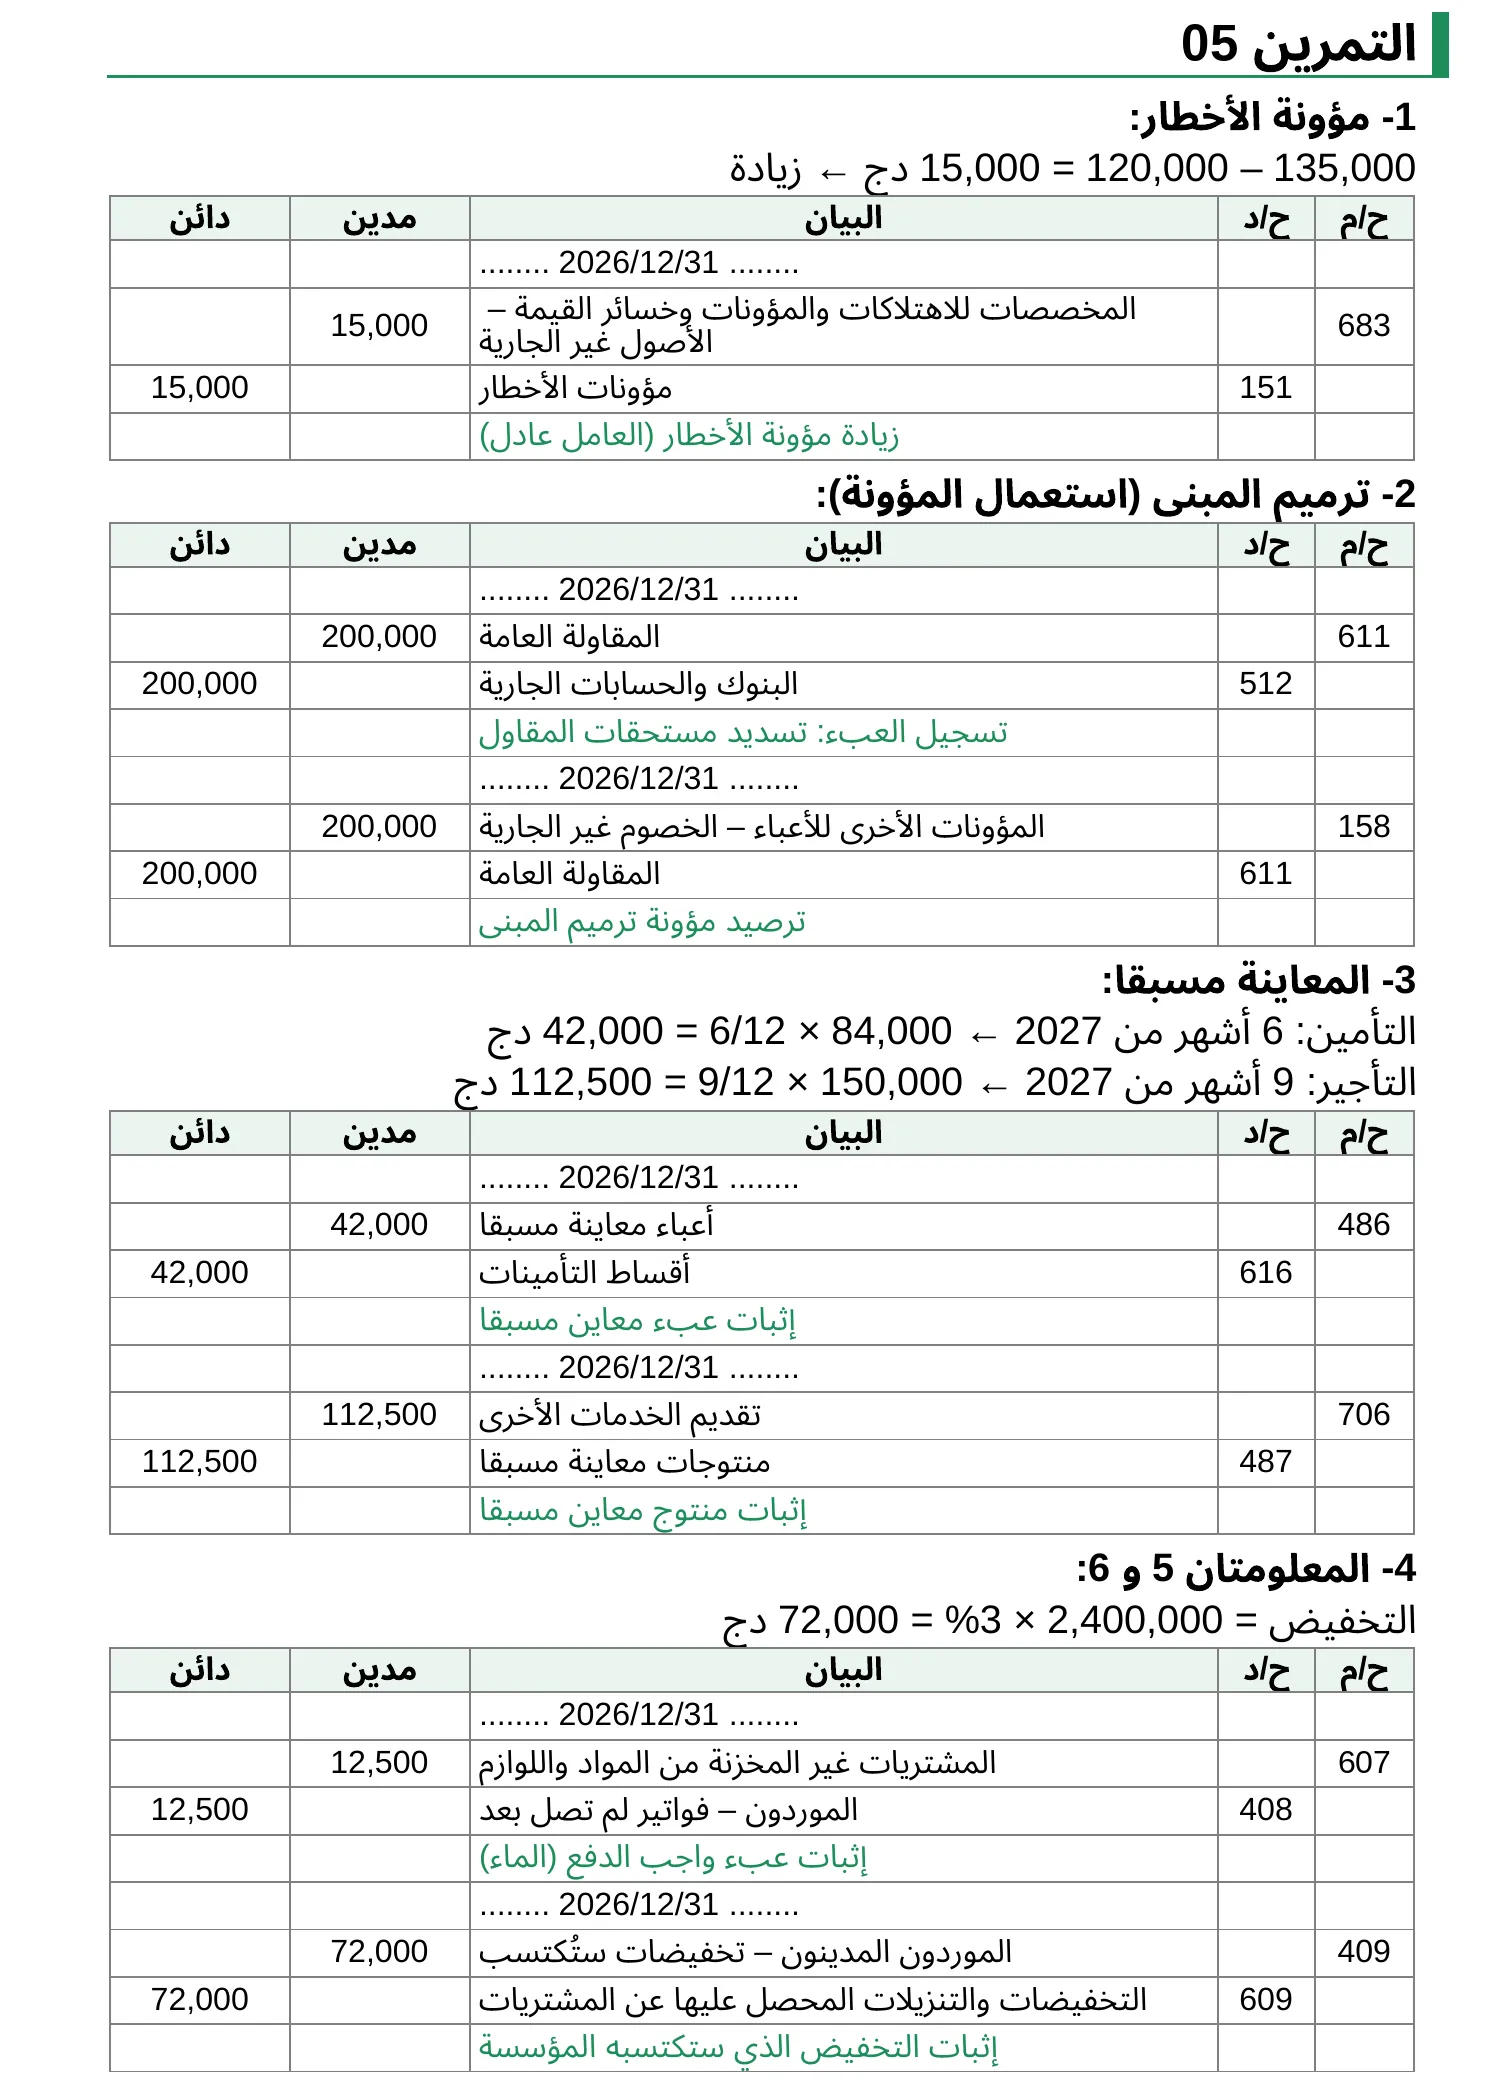 التمرين 05
1- مؤونة الأخطار:
135,000 – 120,000 = 15,000 دج ← زيادة
ح/م ح/د البيان مدين دائن
........ 2026/12/31 ........
683 المخصصات للاهتلاكات والمؤونات وخسائر القيمة – 15,000
الأصول غير الجارية
151 مؤونات الأخطار 15,000
زيادة مؤونة الأخطار (العامل عادل)
2- ترميم المبنى (استعمال المؤونة):
ح/م ح/د البيان مدين دائن
........ 2026/12/31 ........
611 المقاولة العامة 200,000
512 البنوك والحسابات الجارية 200,000
تسجيل العبء: تسديد مستحقات المقاول
........ 2026/12/31 ........
158 المؤونات الأخرى للأعباء – الخصوم غير الجارية 200,000
611 المقاولة العامة 200,000
ترصيد مؤونة ترميم المبنى
3- المعاينة مسبقا:
التأمين: 6 أشهر من 2027 ← 84,000 × 6/12 = 42,000 دج
التأجير: 9 أشهر من 2027 ← 150,000 × 9/12 = 112,500 دج
ح/م ح/د البيان مدين دائن
........ 2026/12/31 ........
486 أعباء معاينة مسبقا 42,000
616 أقساط التأمينات 42,000
إثبات عبء معاين مسبقا
........ 2026/12/31 ........
706 تقديم الخدمات الأخرى 112,500
487 منتوجات معاينة مسبقا 112,500
إثبات منتوج معاين مسبقا
4- المعلومتان 5 و 6:
التخفيض = 2,400,000 × 3% = 72,000 دج
ح/م ح/د البيان مدين دائن
........ 2026/12/31 ........
607 المشتريات غير المخزنة من المواد واللوازم 12,500
408 الموردون – فواتير لم تصل بعد 12,500
إثبات عبء واجب الدفع (الماء)
........ 2026/12/31 ........
409 الموردون المدينون – تخفيضات ستُكتسب 72,000
609 التخفيضات والتنزيلات المحصل عليها عن المشتريات 72,000
إثبات التخفيض الذي ستكتسبه المؤسسة